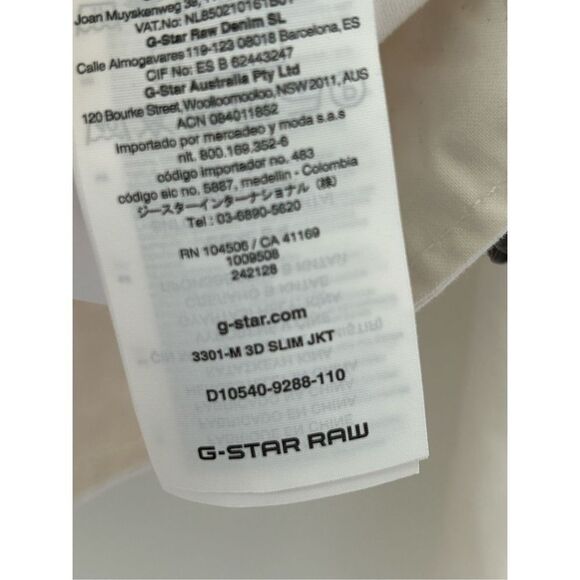 Joan Muyskenweg 39,
VAT.No: NL850210161B01
G-Star Raw Denim SL
Calle Almogavares 119-123 08018 Barcelona, ES
CIF No: ES B 62443247
G-Star Australia Pty Ltd
120 Bourke Street, Woolloomooloo, NSW 2011, AUS
ACN 084011852
Importado por mercadeo y moda s.a.s
nit. 800.169.352-6
código importador no. 483
código sic no. 5887, medellin - Colombia
ジースターインターナショナル（株）
Tel : 03-6890-5620
RN 104506 / CA 41169
1009508
242128
g-star.com
3301-M 3D SLIM JKT
D10540-9288-110
G-STAR RAW